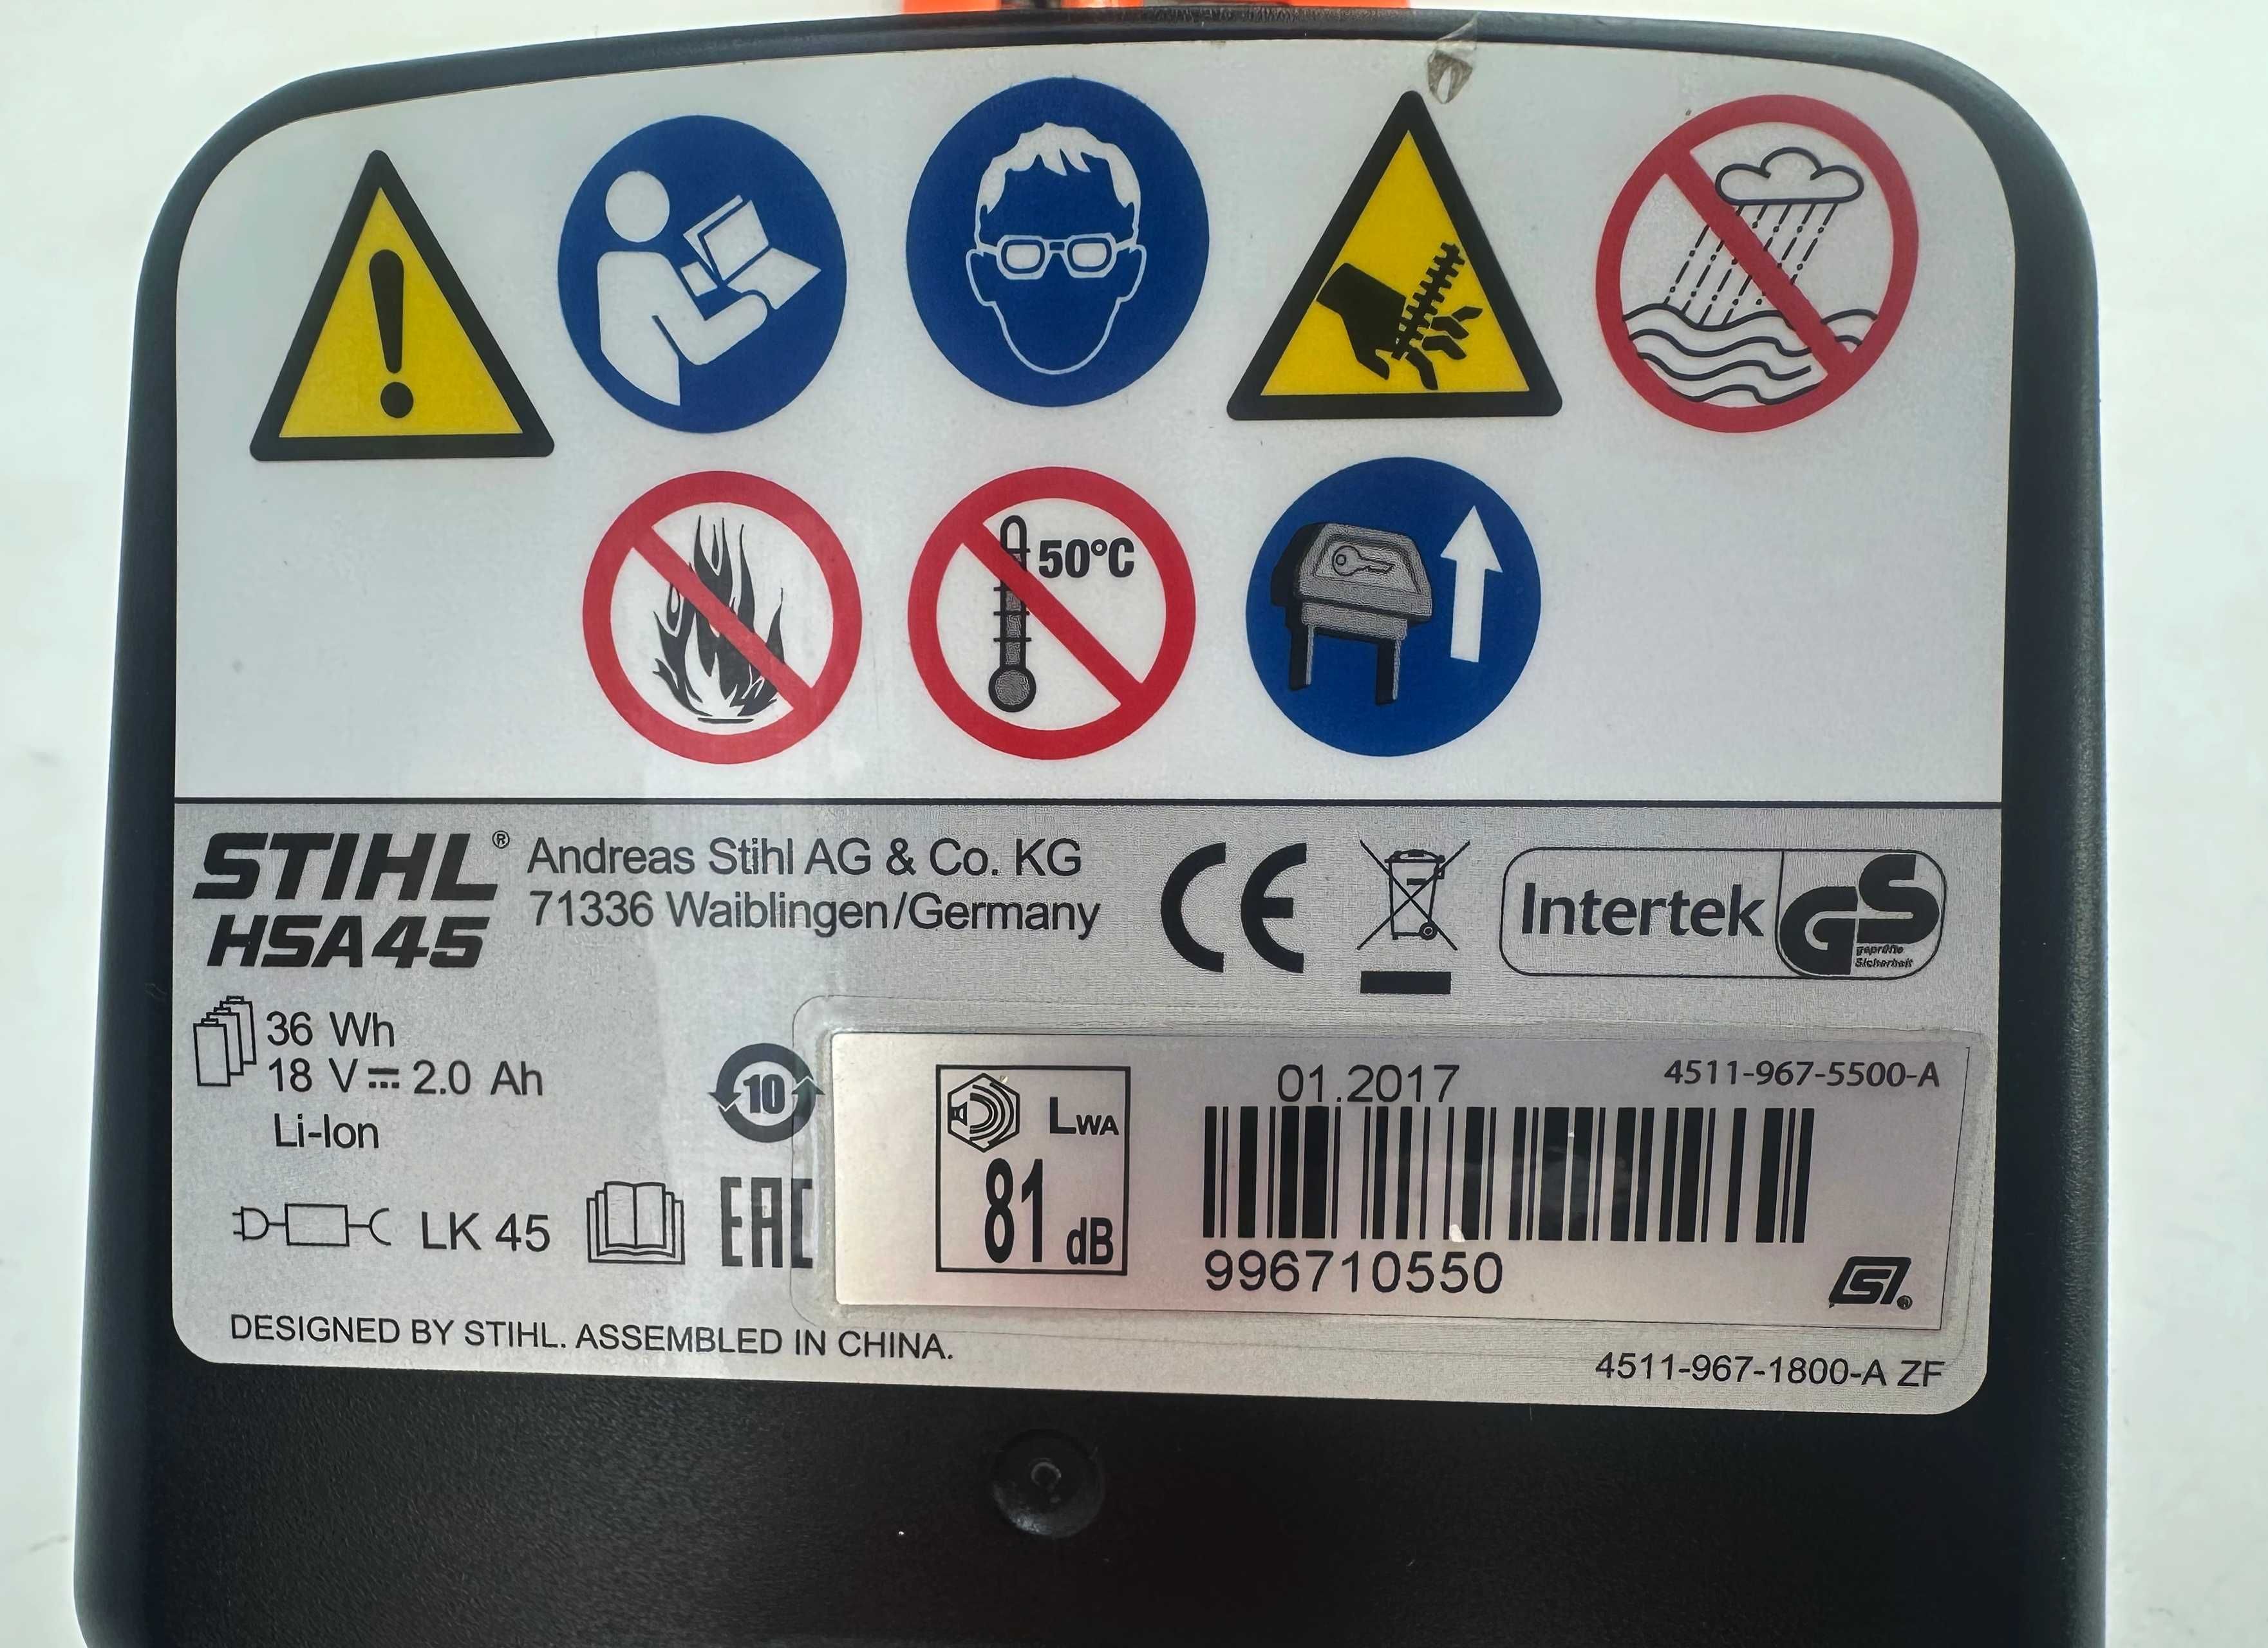 50°C
STIHL® Andreas Stihl AG & Co. KG
HSA 45 71336 Waiblingen/Germany
CE
Intertek GS
geprüfte
Sicherheit
36 Wh
18 V 2.0 Ah
Li-Ion
10
LK 45
EAC
LWA
81 dB
01.2017
4511-967-5500-A
996710550
DESIGNED BY STIHL. ASSEMBLED IN CHINA.
4511-967-1800-A ZF